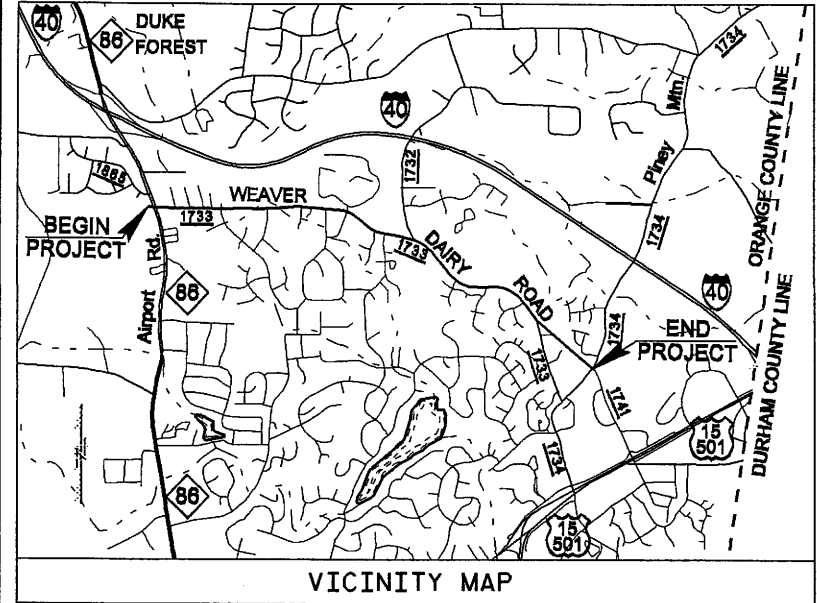 40
86
DUKE
FOREST
1734
40
Mtn.
Piney
1732
1865
WEAVER
1733
BEGIN
PROJECT
Rd.
Airport
86
1733
DAIRY
ROAD
1734
1734
40
END
PROJECT
ORANGE COUNTY LINE
DURHAM COUNTY LINE
1733
1741
1734
15
501
86
15
501
VICINITY MAP